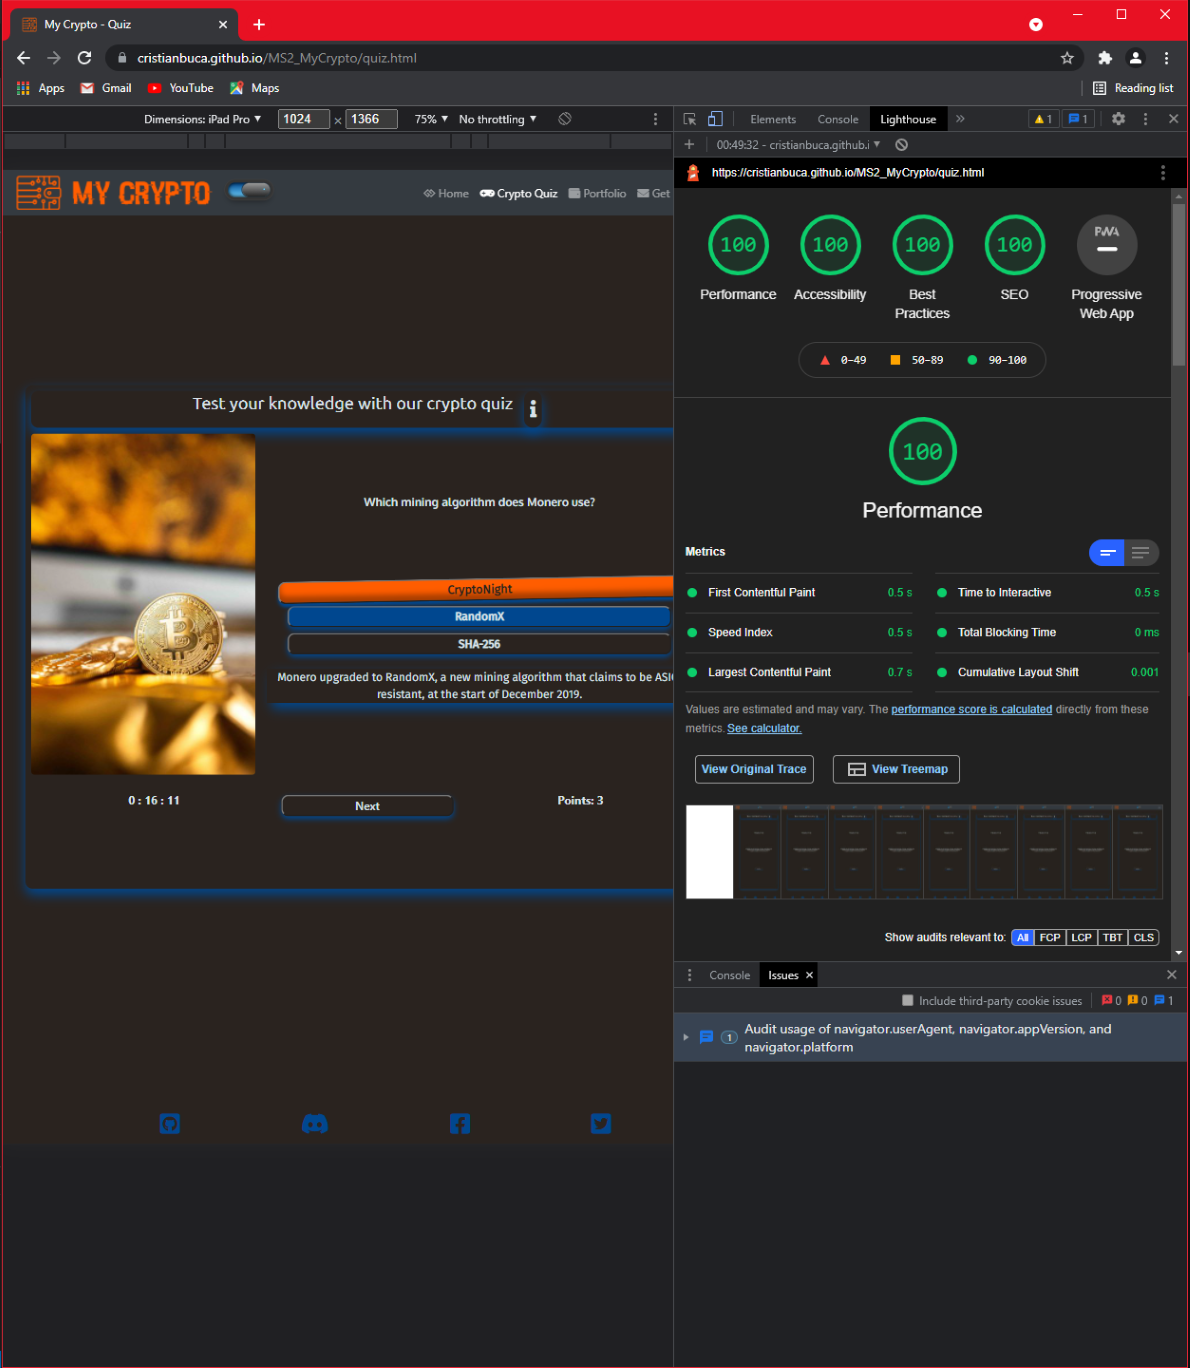 My Crypto - Quiz
cristianbuca.github.io/MS2_MyCrypto/quiz.html
Apps Gmail YouTube Maps Reading list
Dimensions: iPad Pro 1024 × 1366 75% No throttling
MY CRYPTO
Home Crypto Quiz Portfolio Get
Test your knowledge with our crypto quiz
Which mining algorithm does Monero use?
CryptoNight
RandomX
SHA-256
Monero upgraded to RandomX, a new mining algorithm that claims to be ASIC
resistant, at the start of December 2019.
0 : 16 : 11 Next Points: 3
Elements Console Lighthouse 1 1
00:49:32 - cristianbuca.github.i
https://cristianbuca.github.io/MS2_MyCrypto/quiz.html
100 100 100 100 PWA
Performance Accessibility Best Practices SEO Progressive Web App
0–49 50–89 90–100
100
Performance
Metrics
First Contentful Paint 0.5 s Time to Interactive 0.5 s
Speed Index 0.5 s Total Blocking Time 0 ms
Largest Contentful Paint 0.7 s Cumulative Layout Shift 0.001
Values are estimated and may vary. The performance score is calculated directly from these
metrics. See calculator.
View Original Trace View Treemap
Show audits relevant to: All FCP LCP TBT CLS
Console Issues
Include third-party cookie issues 0 0 1
1 Audit usage of navigator.userAgent, navigator.appVersion, and
navigator.platform